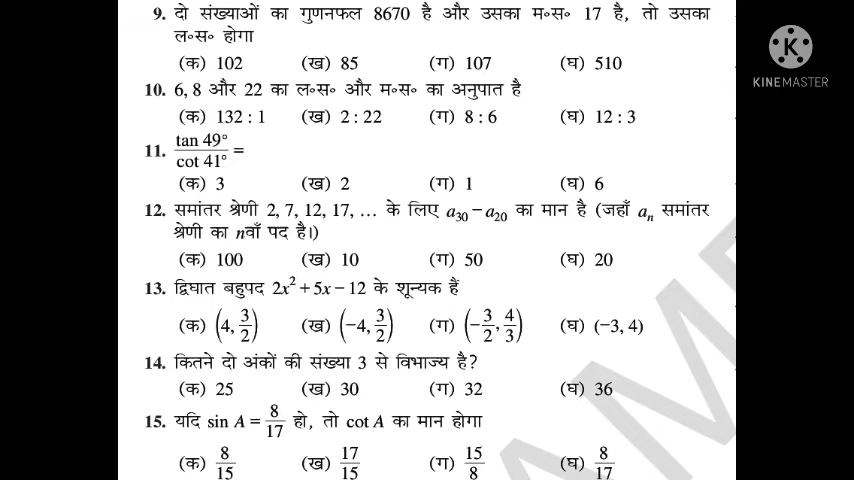 9. दो संख्याओं का गुणनफल 8670 है और उसका म॰स॰ 17 है, तो उसका
ल॰स॰ होगा
(क) 102 (ख) 85 (ग) 107 (घ) 510
10. 6, 8 और 22 का ल॰स॰ और म॰स॰ का अनुपात है
(क) 132 : 1 (ख) 2 : 22 (ग) 8 : 6 (घ) 12 : 3
11. tan 49° / cot 41° =
(क) 3 (ख) 2 (ग) 1 (घ) 6
12. समांतर श्रेणी 2, 7, 12, 17, ... के लिए a₃₀ − a₂₀ का मान है (जहाँ aₙ समांतर
श्रेणी का nवाँ पद है।)
(क) 100 (ख) 10 (ग) 50 (घ) 20
13. द्विघात बहुपद 2x² + 5x − 12 के शून्यक हैं
(क) (4, 3/2) (ख) (−4, 3/2) (ग) (−3/2, 4/3) (घ) (−3, 4)
14. कितने दो अंकों की संख्या 3 से विभाज्य है?
(क) 25 (ख) 30 (ग) 32 (घ) 36
15. यदि sin A = 8/17 हो, तो cot A का मान होगा
(क) 8/15 (ख) 17/15 (ग) 15/8 (घ) 8/17
K
KINEMASTER